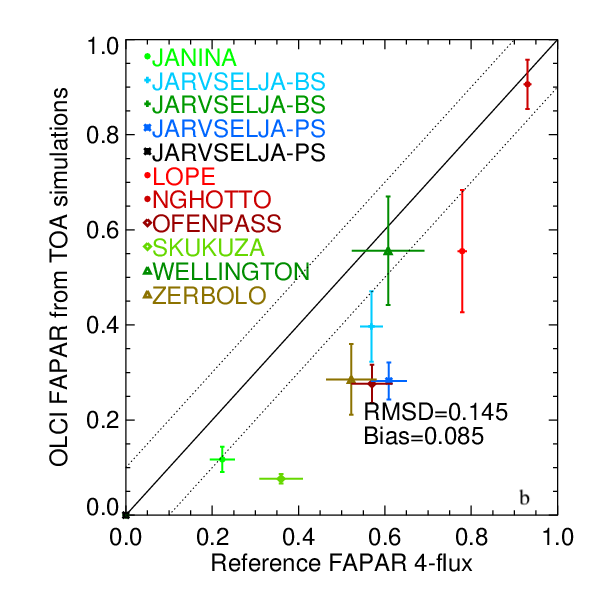 1.0
JANINA
JARVSELJA-BS
JARVSELJA-BS
JARVSELJA-PS
JARVSELJA-PS
LOPE
NGHOTTO
OFENPASS
SKUKUZA
WELLINGTON
ZERBOLO
0.8
0.6
0.4
0.2
0.0
OLCI FAPAR from TOA simulations
RMSD=0.145
Bias=0.085
b
0.0 0.2 0.4 0.6 0.8 1.0
Reference FAPAR 4-flux